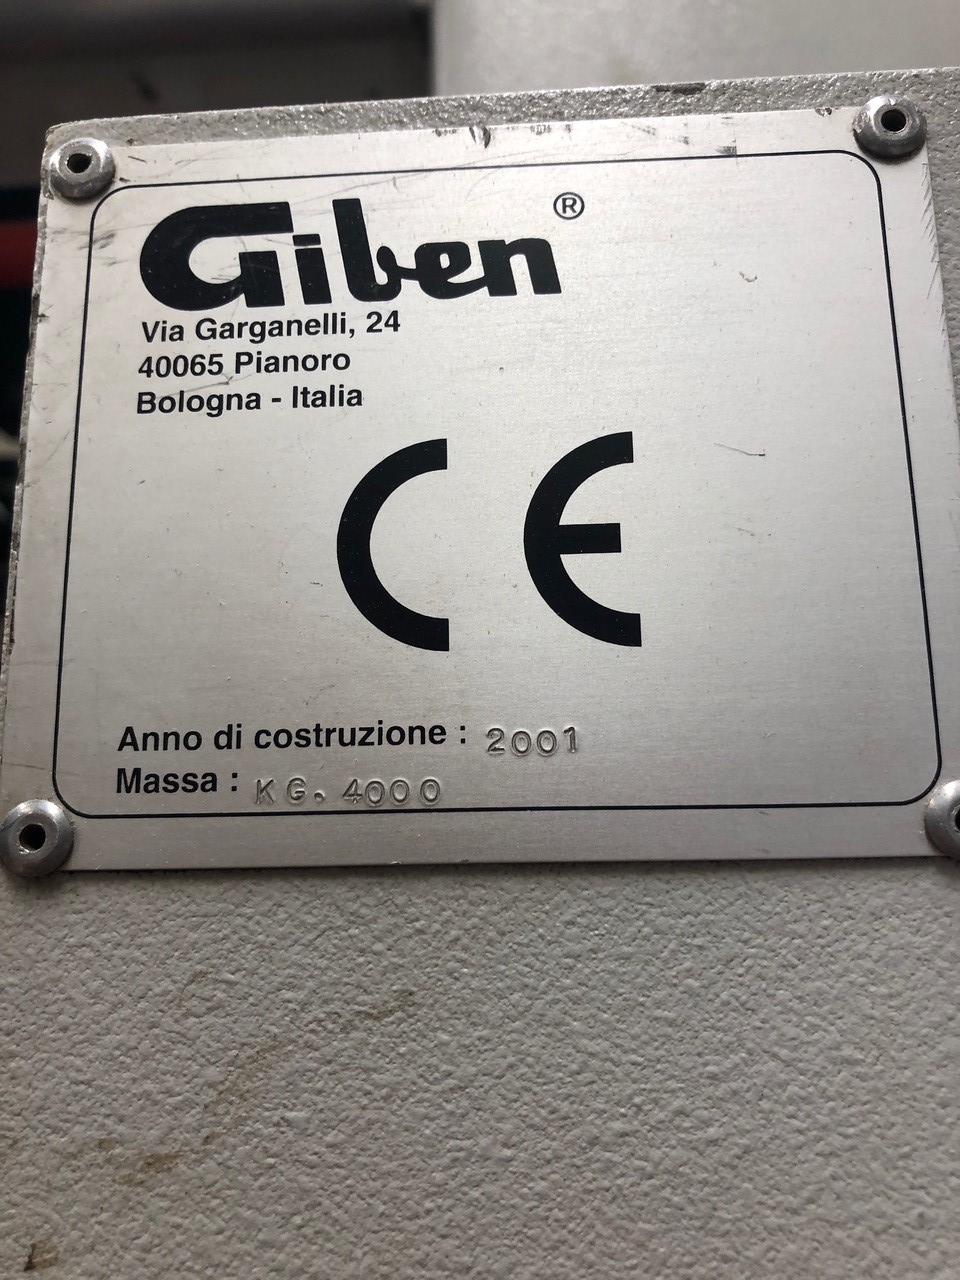 Giben ®
Via Garganelli, 24
40065 Pianoro
Bologna - Italia
CE
Anno di costruzione : 2001
Massa : KG. 4000